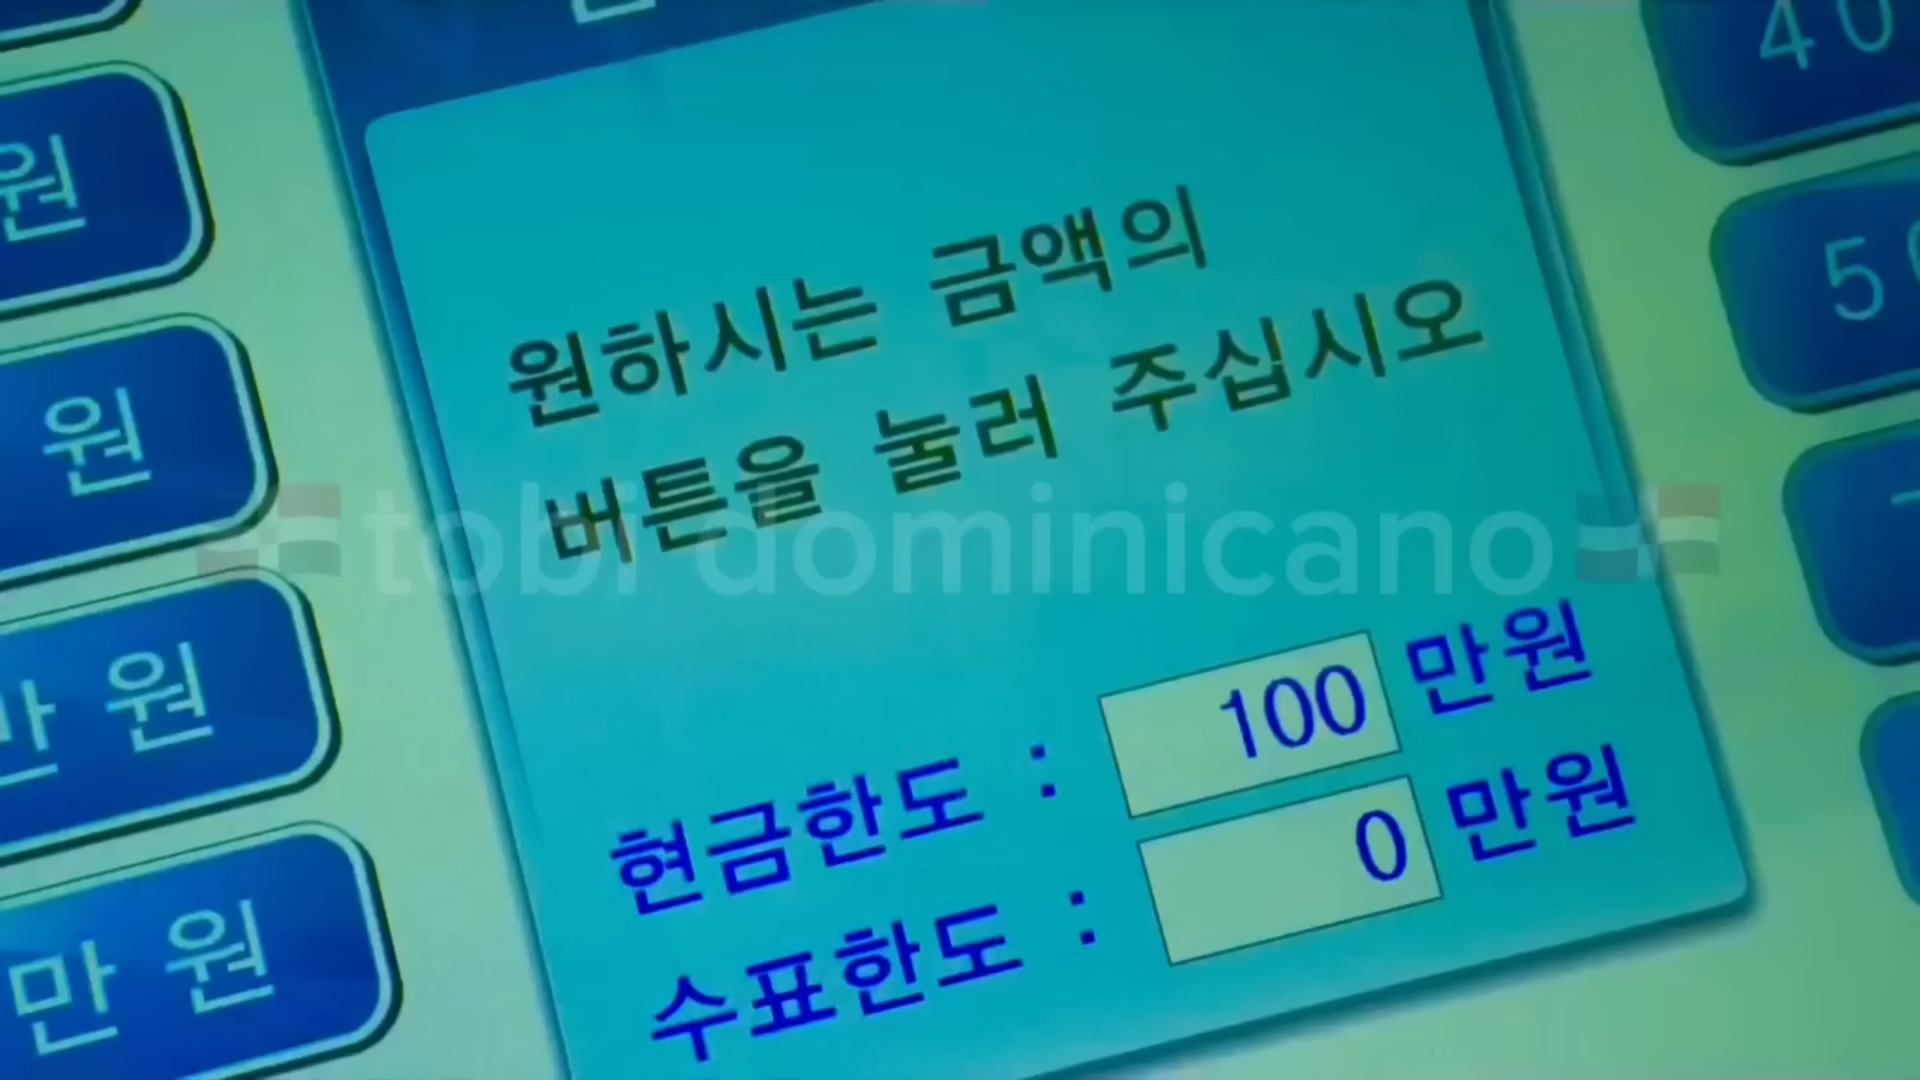 원
원
만원
만원
원하시는 금액의
버튼을 눌러 주십시오
현금한도 : 100 만원
수표한도 : 0 만원
40
tobi dominicano